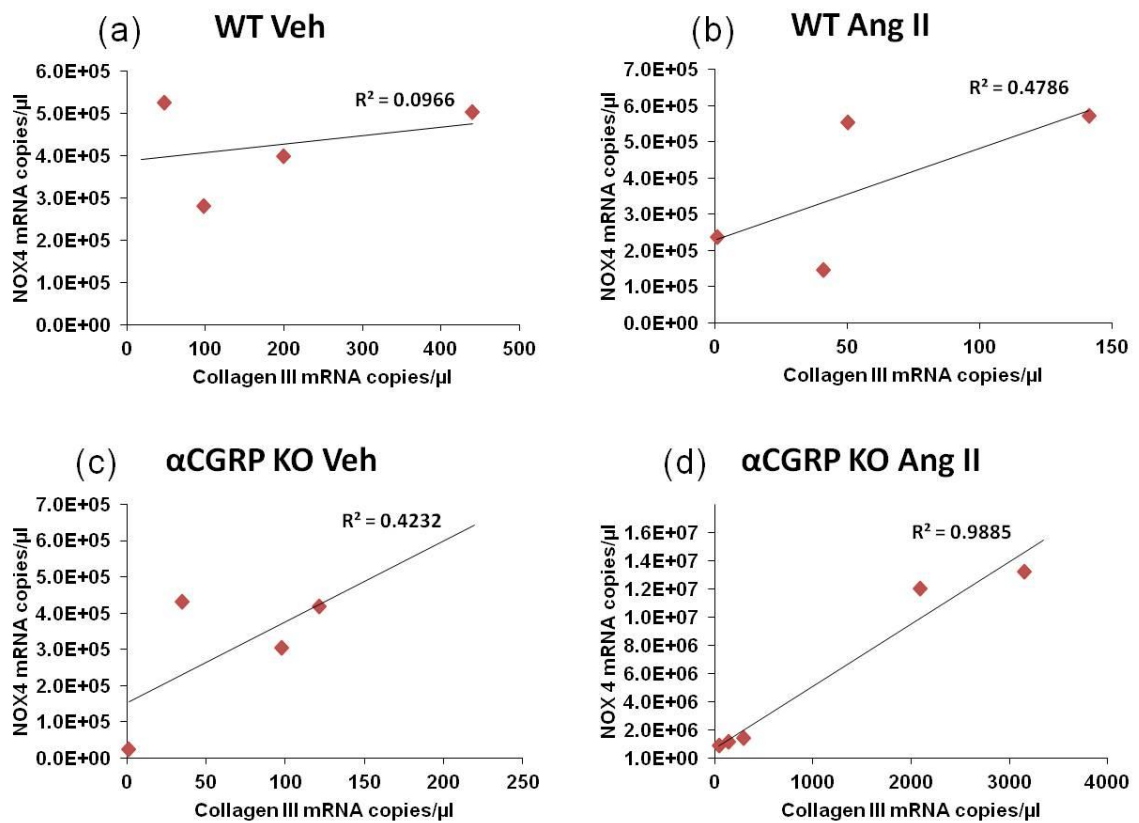 (a) WT Veh
6.0E+05
5.0E+05
4.0E+05
3.0E+05
2.0E+05
1.0E+05
0.0E+00
NOX4 mRNA copies/µl
R² = 0.0966
0 100 200 300 400 500
Collagen III mRNA copies/µl
(b) WT Ang II
7.0E+05
6.0E+05
5.0E+05
4.0E+05
3.0E+05
2.0E+05
1.0E+05
0.0E+00
NOX4 mRNA copies/µl
R² = 0.4786
0 50 100 150
Collagen III mRNA copies/µl
(c) αCGRP KO Veh
7.0E+05
6.0E+05
5.0E+05
4.0E+05
3.0E+05
2.0E+05
1.0E+05
0.0E+00
NOX4 mRNA copies/µl
R² = 0.4232
0 50 100 150 200 250
Collagen III mRNA copies/µl
(d) αCGRP KO Ang II
1.6E+07
1.4E+07
1.2E+07
1.0E+07
8.0E+06
6.0E+06
4.0E+06
2.0E+06
1.0E+00
NOX 4 mRNA copies/µl
R² = 0.9885
0 1000 2000 3000 4000
Collagen III mRNA copies/µl